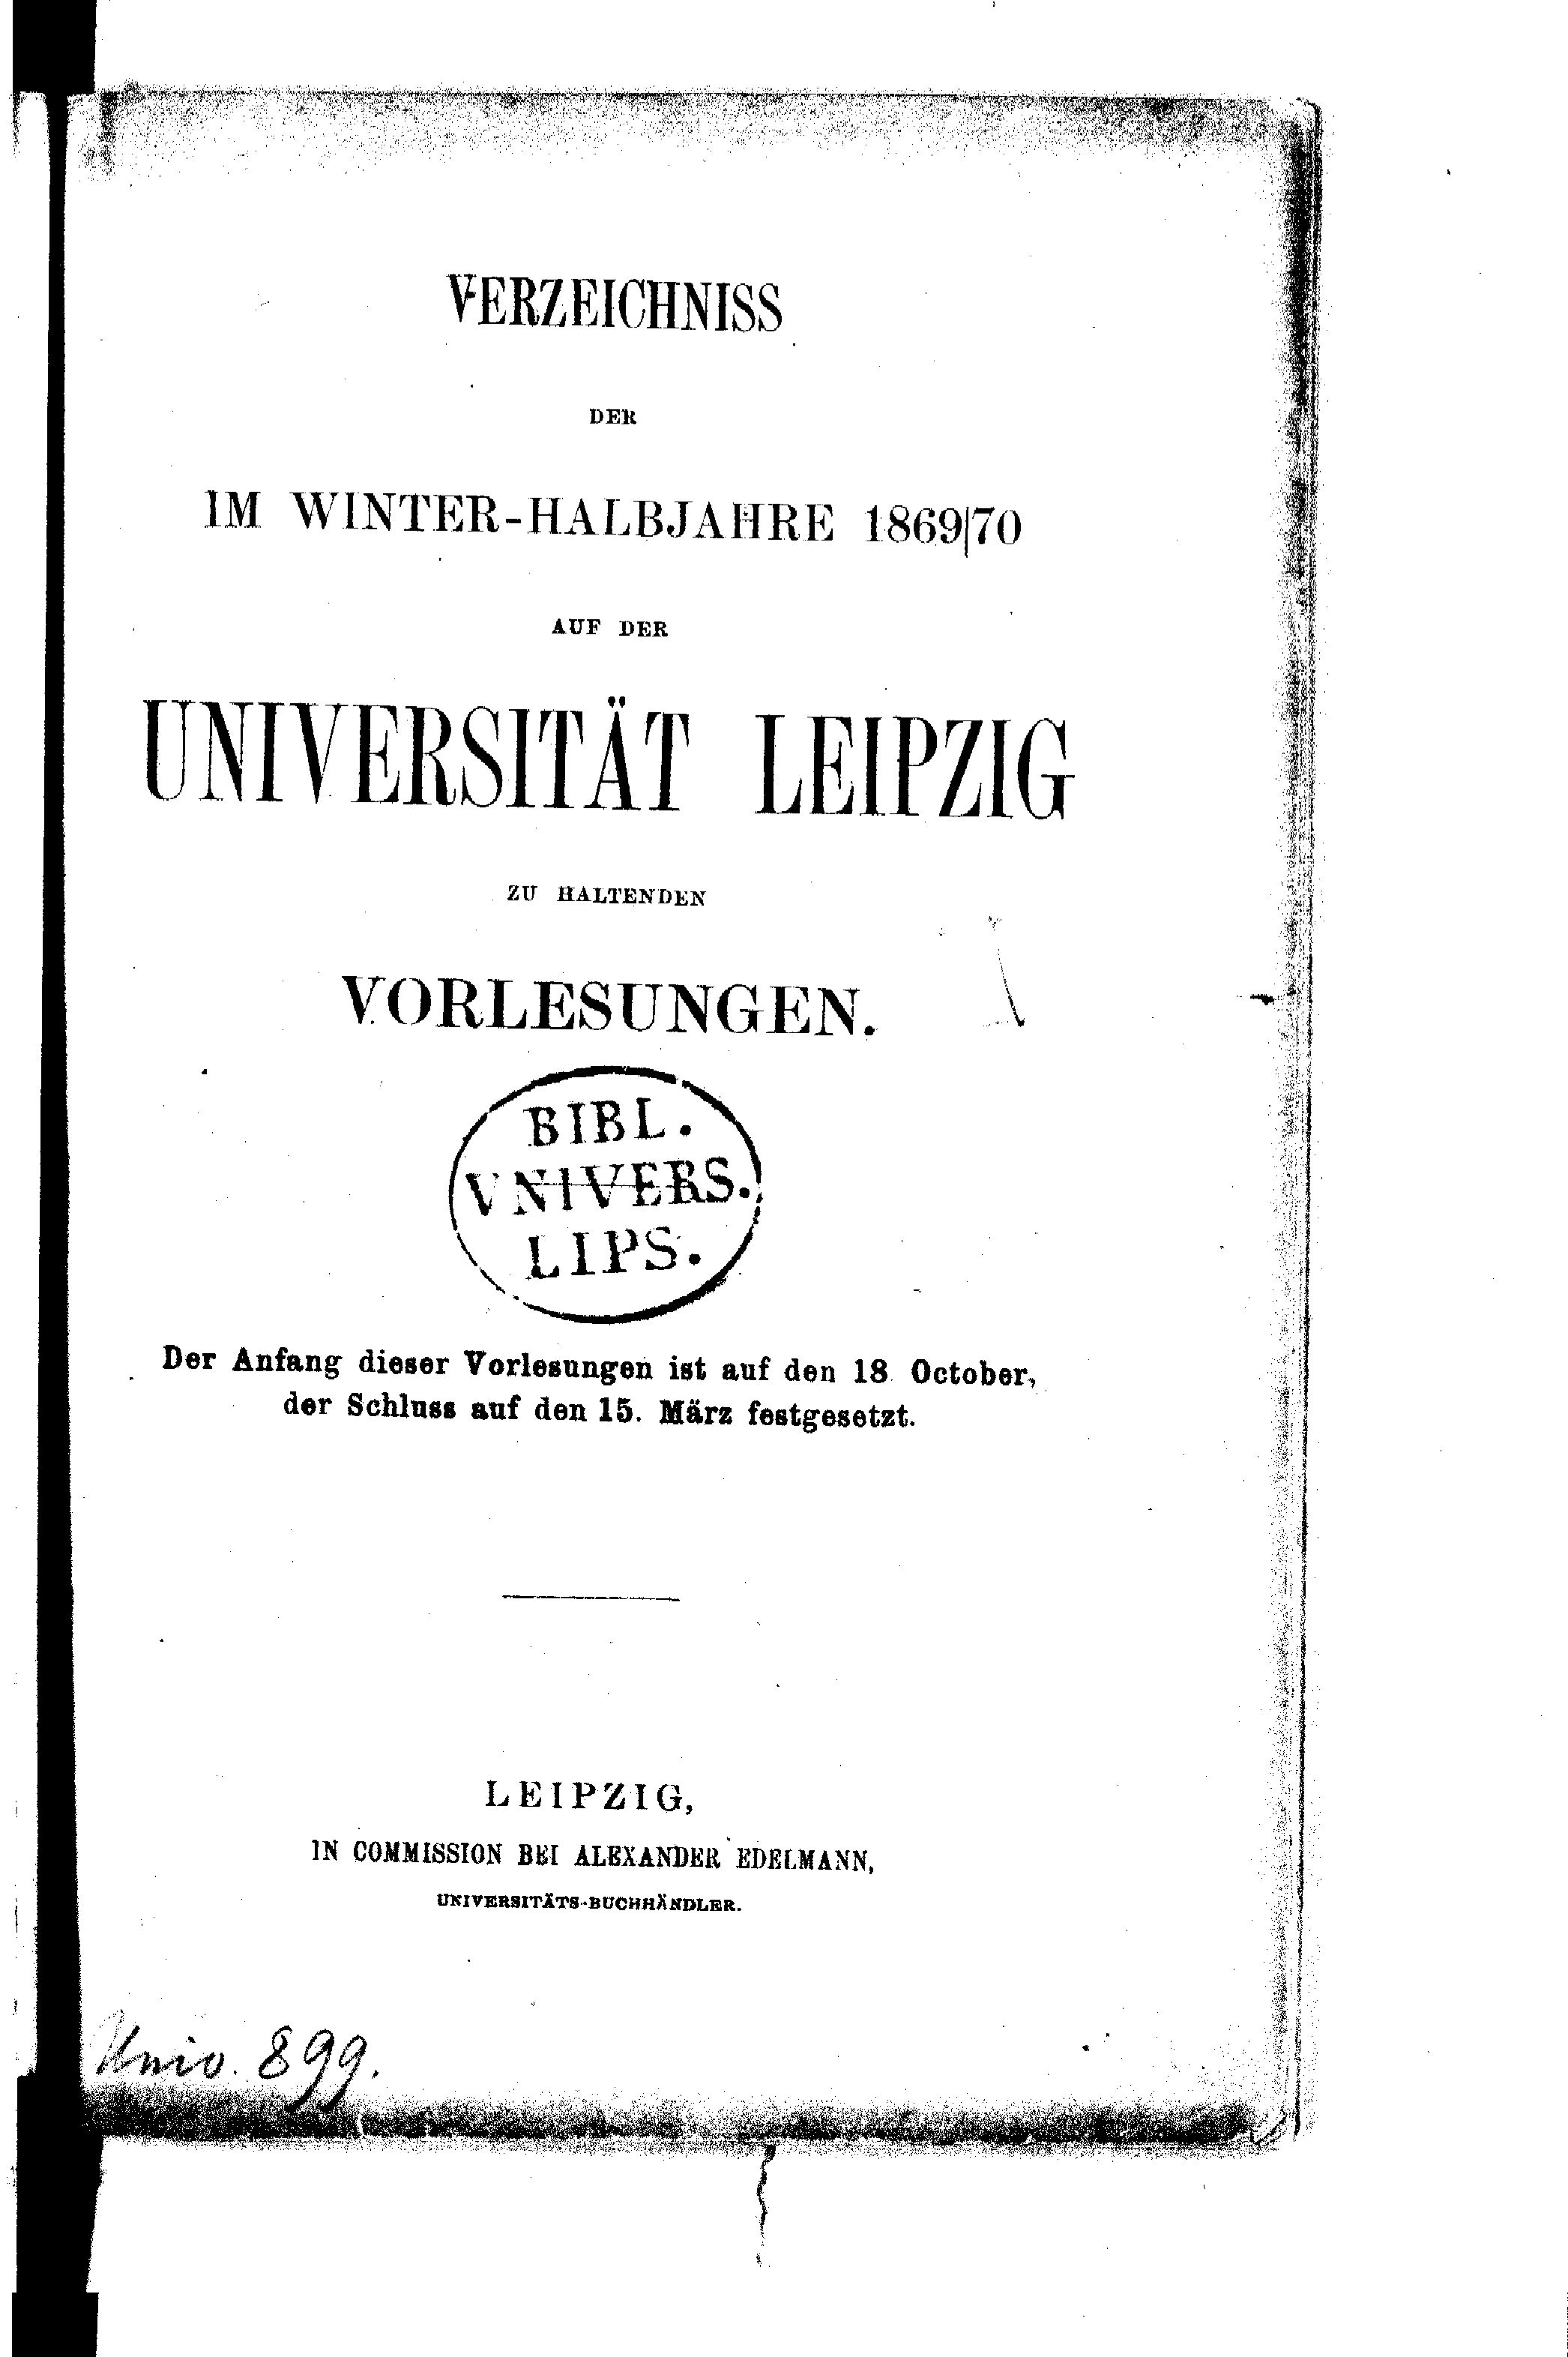 VERZEICHNISS
DER
IM WINTER-HALBJAHRE 1869|70
AUF DER
UNIVERSITÄT LEIPZIG
ZU HALTENDEN
VORLESUNGEN.
BIBL.
VNIVERS.
LIPS.
Der Anfang dieser Vorlesungen ist auf den 18. October,
der Schluss auf den 15. März festgesetzt.
LEIPZIG,
IN COMMISSION BEI ALEXANDER EDELMANN,
UNIVERSITÄTS-BUCHHÄNDLER.
Univ. 899.